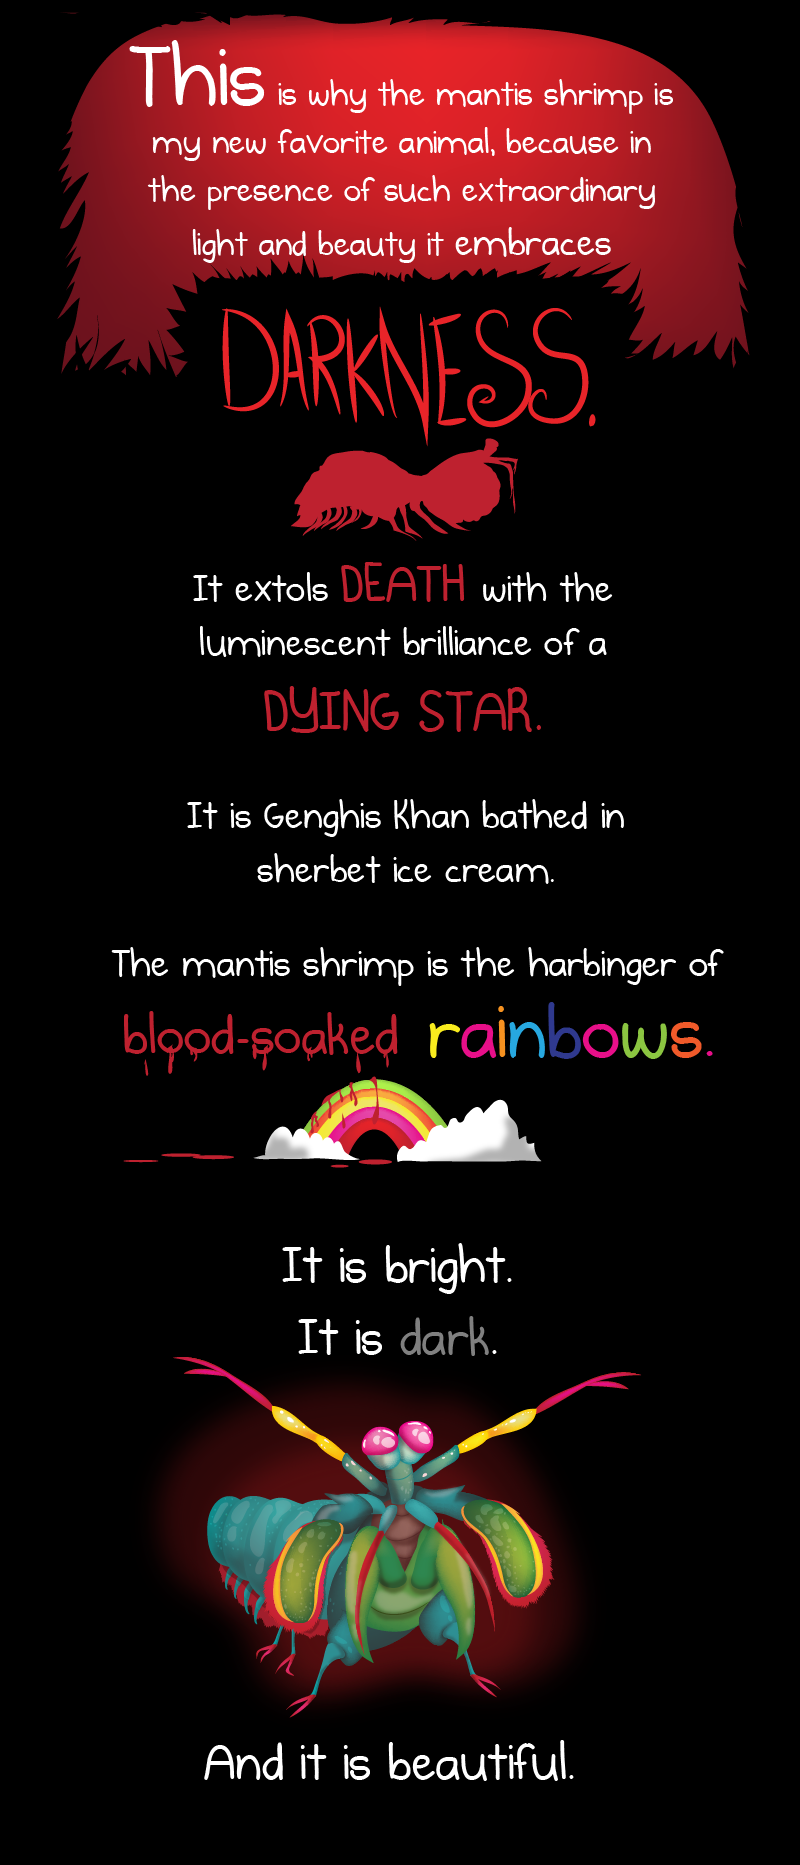 This is why the mantis shrimp is
my new favorite animal, because in
the presence of such extraordinary
light and beauty it embraces
DARKNESS.
It extols DEATH with the
luminescent brilliance of a
DYING STAR.
It is Genghis Khan bathed in
sherbet ice cream.
The mantis shrimp is the harbinger of
blood-soaked rainbows.
It is bright.
It is dark.
And it is beautiful.